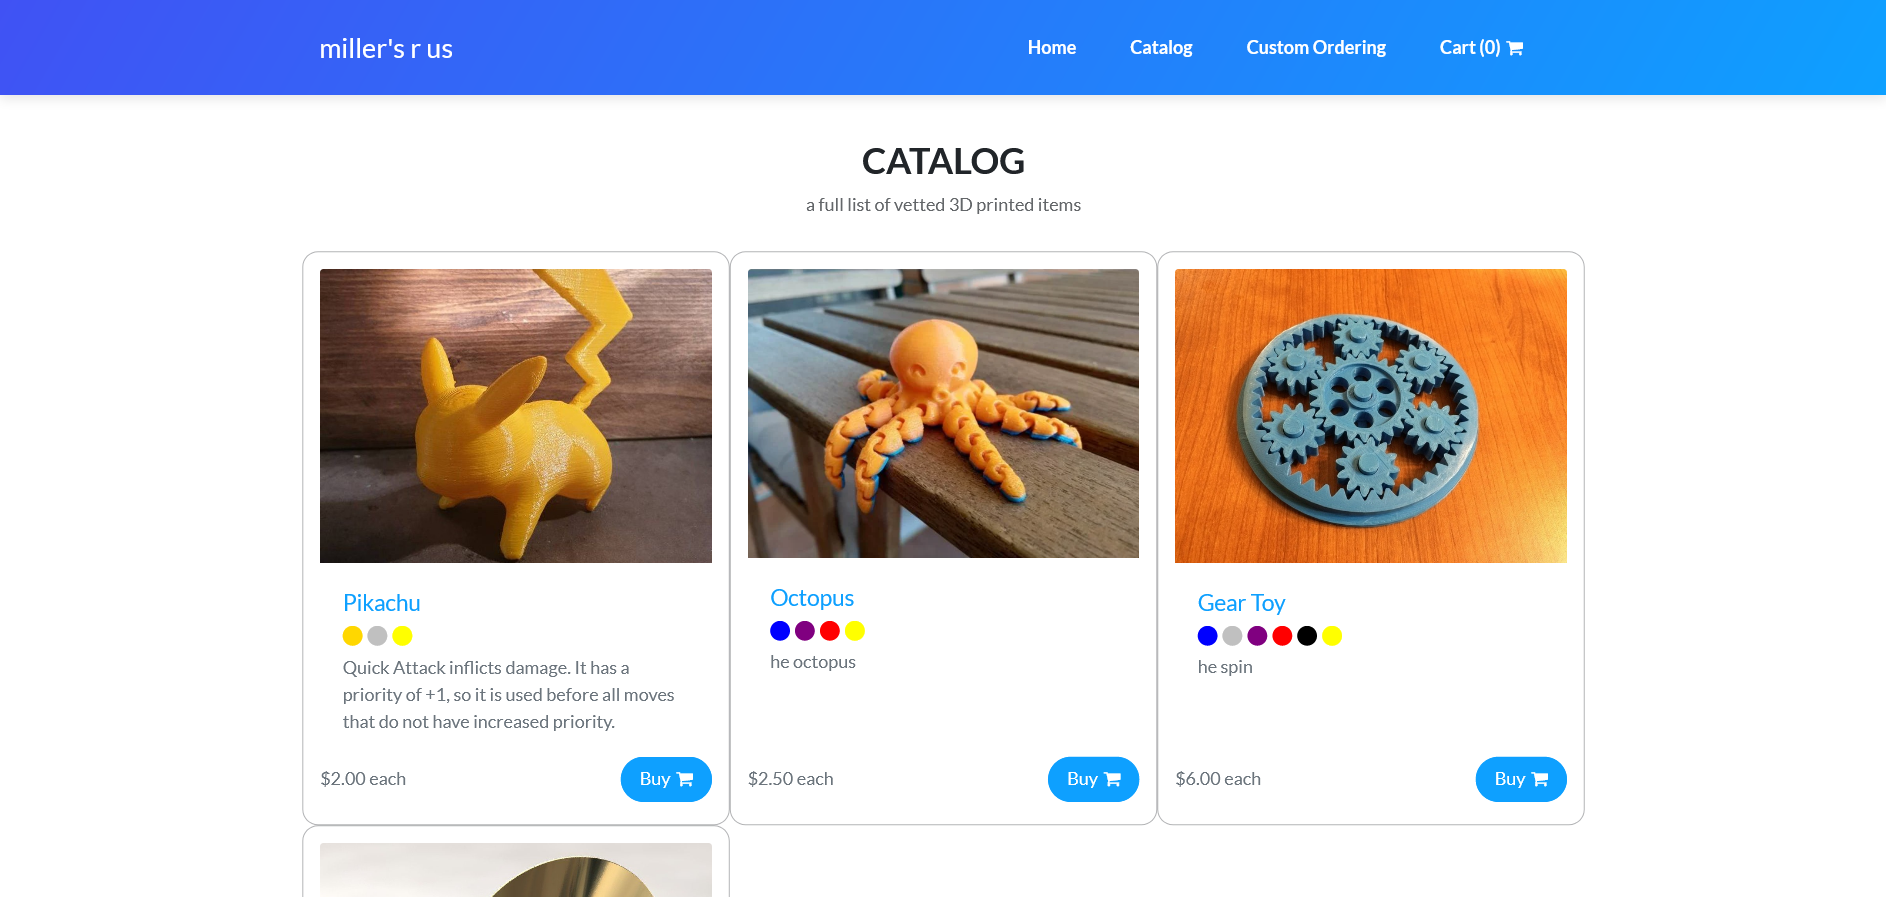 miller's r us
Home Catalog Custom Ordering Cart (0)
CATALOG
a full list of vetted 3D printed items
Pikachu
Quick Attack inflicts damage. It has a
priority of +1, so it is used before all moves
that do not have increased priority.
$2.00 each Buy
Octopus
he octopus
$2.50 each Buy
Gear Toy
he spin
$6.00 each Buy